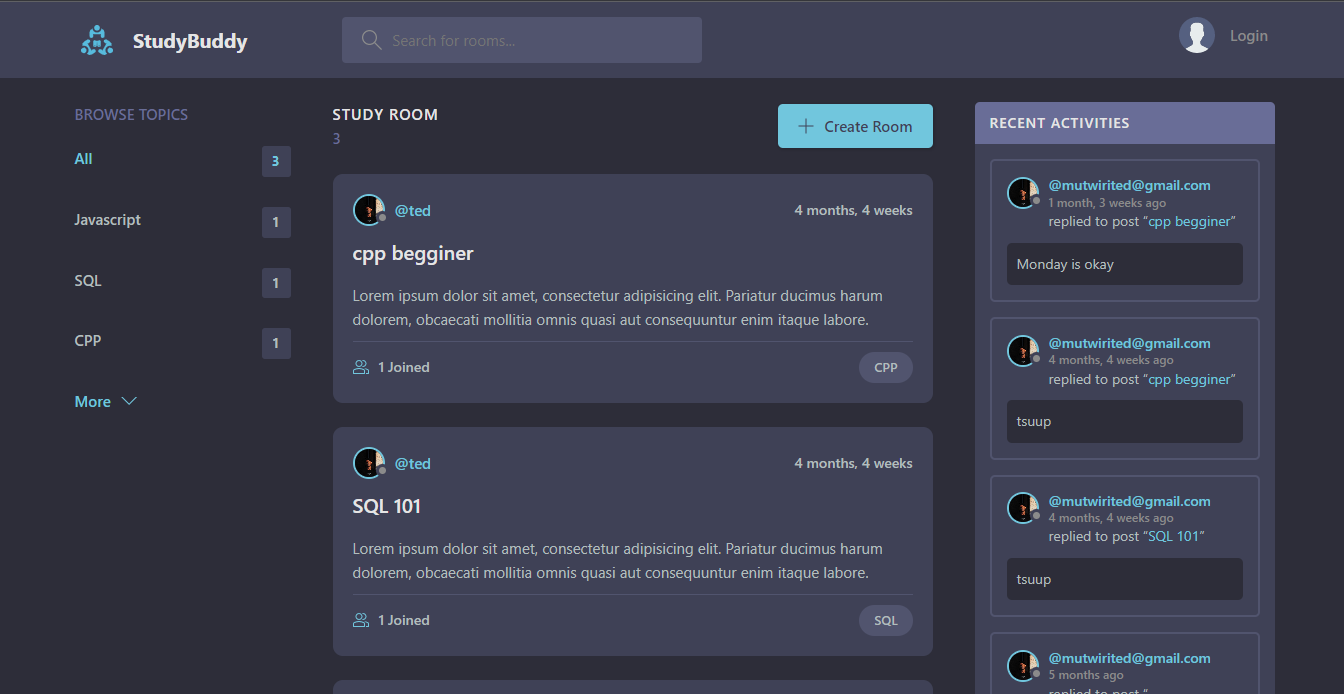 StudyBuddy
Search for rooms...
Login
BROWSE TOPICS
All
3
Javascript
1
SQL
1
CPP
1
More
STUDY ROOM
3
Create Room
@ted
4 months, 4 weeks
cpp begginer
Lorem ipsum dolor sit amet, consectetur adipisicing elit. Pariatur ducimus harum
dolorem, obcaecati mollitia omnis quasi aut consequuntur enim itaque labore.
1 Joined
CPP
@ted
4 months, 4 weeks
SQL 101
Lorem ipsum dolor sit amet, consectetur adipisicing elit. Pariatur ducimus harum
dolorem, obcaecati mollitia omnis quasi aut consequuntur enim itaque labore.
1 Joined
SQL
RECENT ACTIVITIES
@mutwirited@gmail.com
1 month, 3 weeks ago
replied to post “cpp begginer”
Monday is okay
@mutwirited@gmail.com
4 months, 4 weeks ago
replied to post “cpp begginer”
tsuup
@mutwirited@gmail.com
4 months, 4 weeks ago
replied to post “SQL 101”
tsuup
@mutwirited@gmail.com
5 months ago
replied to post “